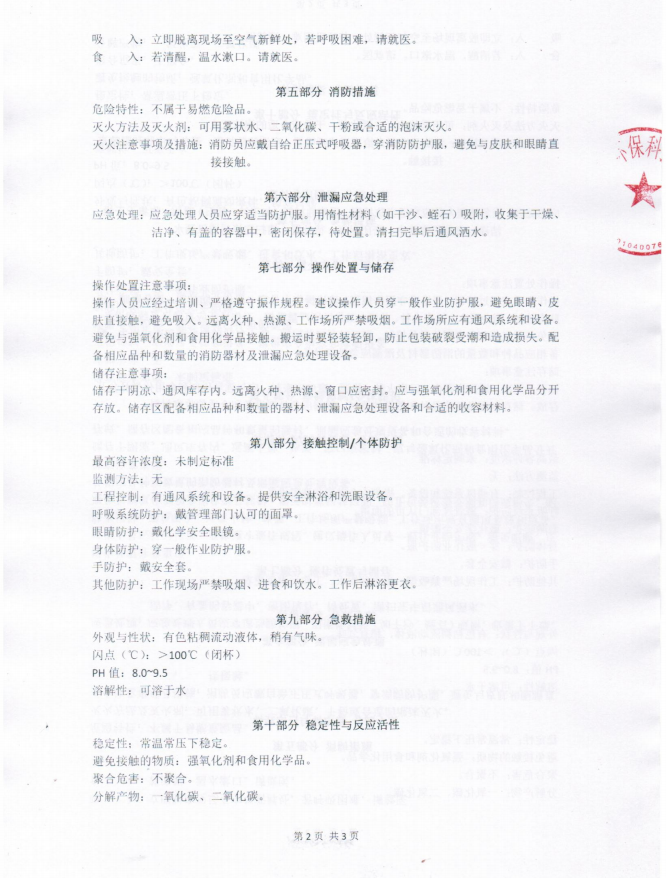 吸　　入：立即脱离现场至空气新鲜处，若呼吸困难，请就医。
食　　入：若清醒，温水漱口。请就医。
第五部分 消防措施
危险特性：不属于易燃危险品。
灭火方法及灭火剂：可用雾状水、二氧化碳、干粉或合适的泡沫灭火。
灭火注意事项及措施：消防员应戴自给正压式呼吸器，穿消防防护服，避免与皮肤和眼睛直
接接触。
第六部分 泄漏应急处理
应急处理：应急处理人员应穿适当防护服。用惰性材料（如干沙、蛭石）吸附，收集于干燥、
洁净、有盖的容器中，密闭保存，待处置。清扫完毕后通风洒水。
第七部分 操作处置与储存
操作处置注意事项：
操作人员应经过培训、严格遵守操作规程。建议操作人员穿一般作业防护服，避免眼睛、皮
肤直接触，避免吸入。远离火种、热源、工作场所严禁吸烟。工作场所应有通风系统和设备。
避免与强氧化剂和食用化学品接触。搬运时要轻装轻卸，防止包装破裂受潮和造成损失。配
备相应品种和数量的消防器材及泄漏应急处理设备。
储存注意事项：
储存于阴凉、通风库存内。远离火种、热源、窗口应密封。应与强氧化剂和食用化学品分开
存放。储存区配备相应品种和数量的器材、泄漏应急处理设备和合适的收容材料。
第八部分 接触控制/个体防护
最高容许浓度：未制定标准
监测方法：无
工程控制：有通风系统和设备。提供安全淋浴和洗眼设备。
呼吸系统防护：戴管理部门认可的面罩。
眼睛防护：戴化学安全眼镜。
身体防护：穿一般作业防护服。
手防护：戴安全套。
其他防护：工作现场严禁吸烟、进食和饮水。工作后淋浴更衣。
第九部分 急救措施
外观与性状：有色粘稠流动液体，稍有气味。
闪点（℃）：＞100℃（闭杯）
PH 值：8.0~9.5
溶解性：可溶于水
第十部分 稳定性与反应活性
稳定性：常温常压下稳定。
避免接触的物质：强氧化剂和食用化学品。
聚合危害：不聚合。
分解产物：一氧化碳、二氧化碳。
第 2 页 共 3 页
环保科
71040076